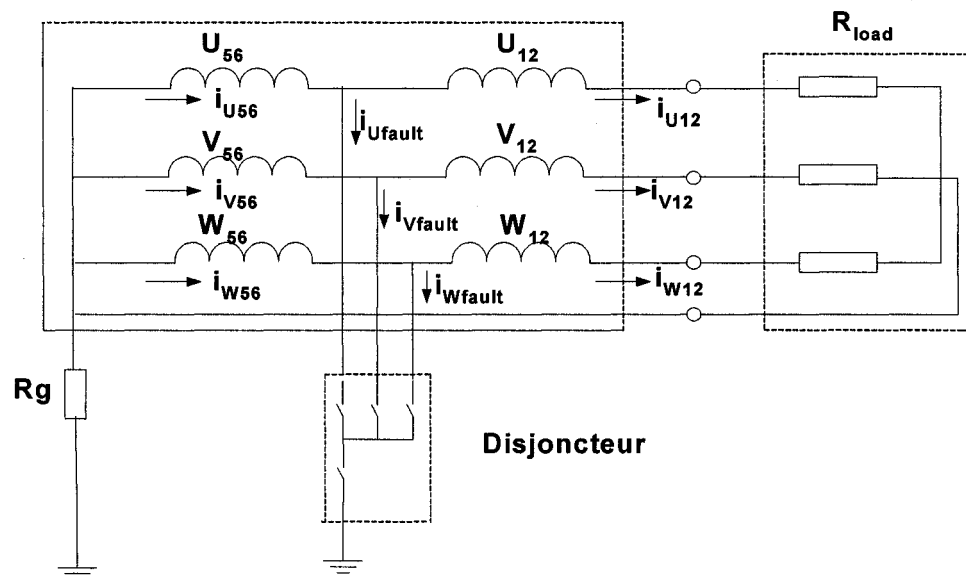 R_load
U_56
U_12
i_U56
i_Ufault
i_U12
V_56
V_12
i_V56
i_Vfault
i_V12
W_56
W_12
i_W56
i_Wfault
i_W12
Rg
Disjoncteur